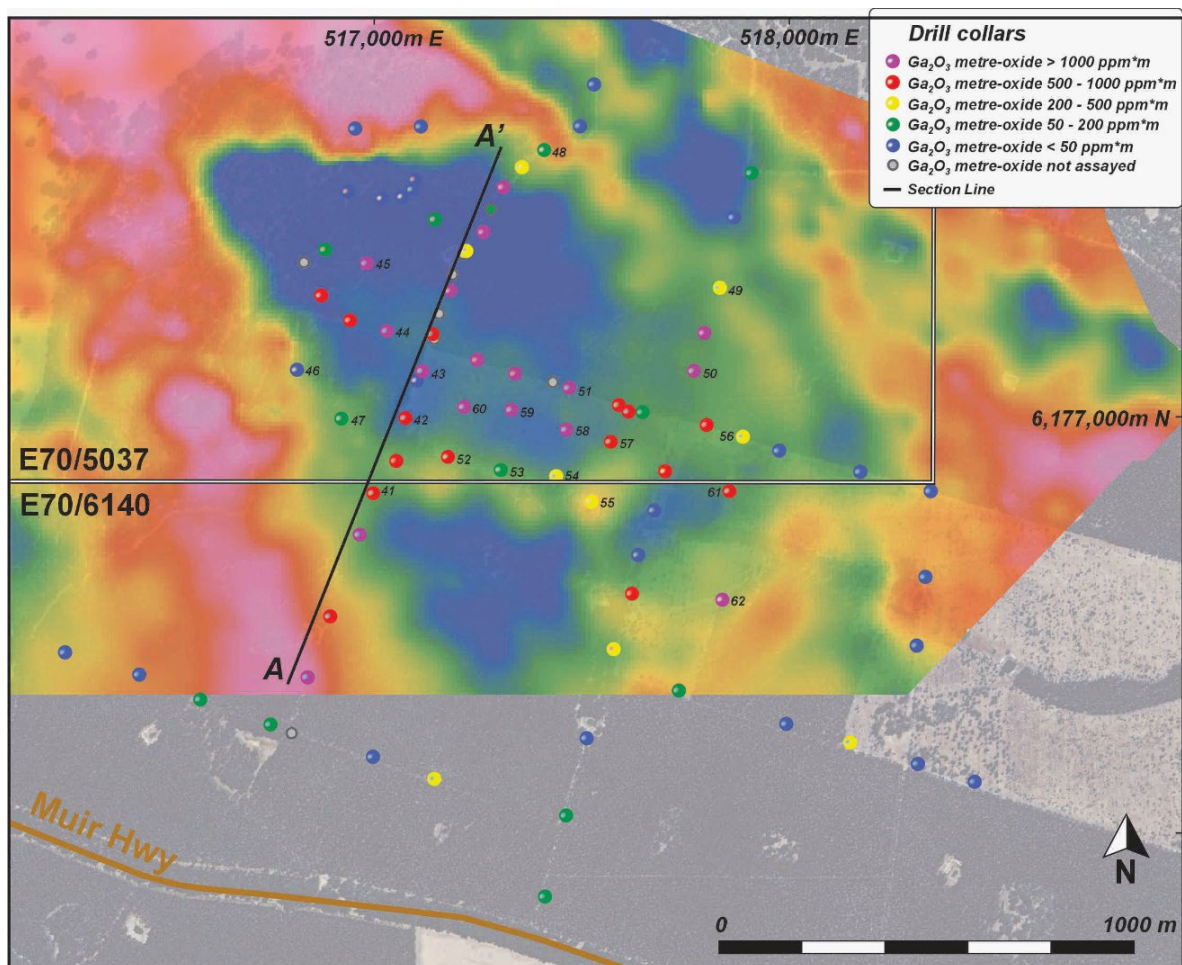 517,000m E
518,000m E
Drill collars
Ga₂O₃ metre-oxide > 1000 ppm*m
Ga₂O₃ metre-oxide 500 - 1000 ppm*m
Ga₂O₃ metre-oxide 200 - 500 ppm*m
Ga₂O₃ metre-oxide 50 - 200 ppm*m
Ga₂O₃ metre-oxide < 50 ppm*m
Ga₂O₃ metre-oxide not assayed
Section Line
A'
48
45
49
44
46
43
50
51
60
59
47
42
58
56
6,177,000m N
57
52
53
54
E70/5037
41
61
55
E70/6140
62
A
Muir Hwy
N
0
1000 m